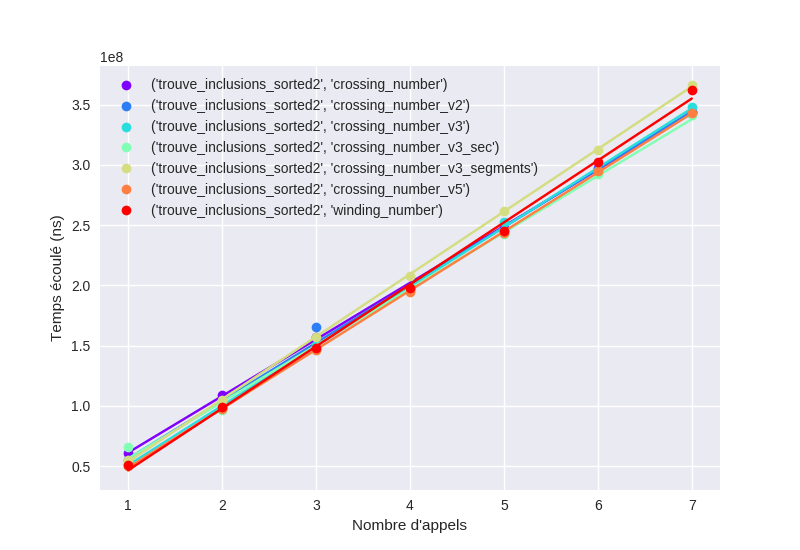 1e8
('trouve_inclusions_sorted2', 'crossing_number')
('trouve_inclusions_sorted2', 'crossing_number_v2')
('trouve_inclusions_sorted2', 'crossing_number_v3')
('trouve_inclusions_sorted2', 'crossing_number_v3_sec')
('trouve_inclusions_sorted2', 'crossing_number_v3_segments')
('trouve_inclusions_sorted2', 'crossing_number_v5')
('trouve_inclusions_sorted2', 'winding_number')
3.5
3.0
2.5
2.0
1.5
1.0
0.5
Temps écoulé (ns)
1 2 3 4 5 6 7
Nombre d'appels